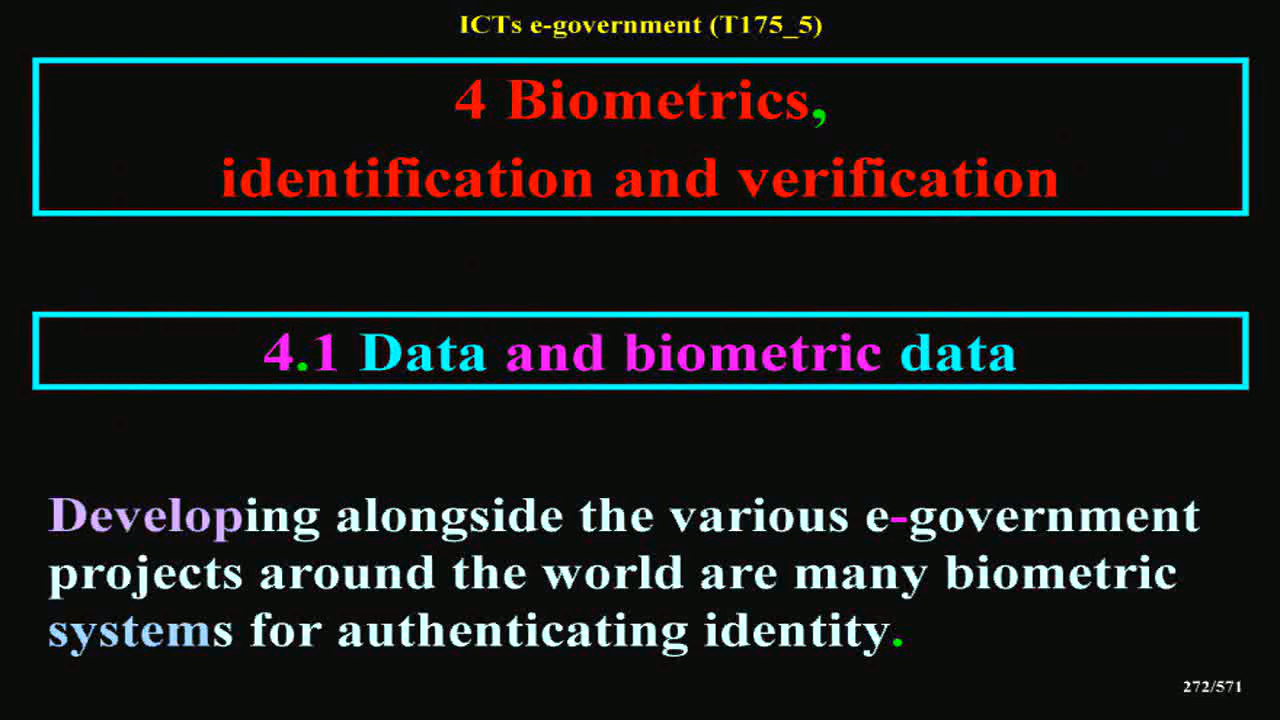 ICTs e-government (T175_5)
4 Biometrics,
identification and verification
4.1 Data and biometric data
Developing alongside the various e-government
projects around the world are many biometric
systems for authenticating identity.
272/571